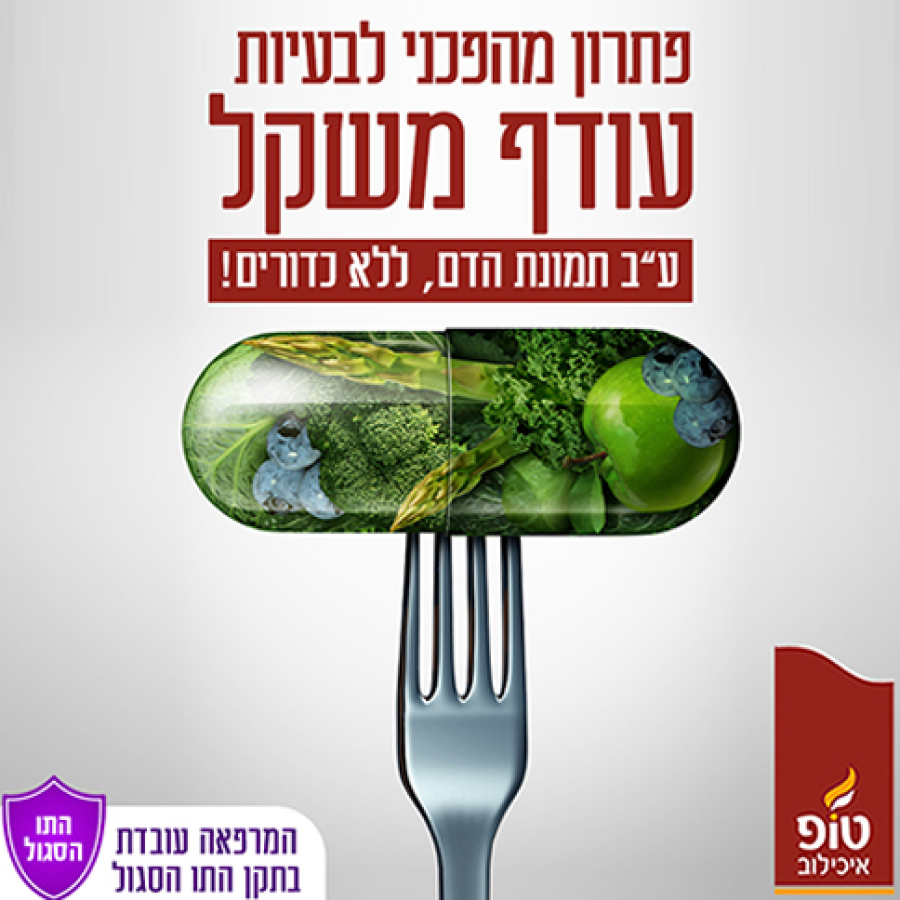 פתרון מהפכני לבעיות
עודף משקל
ע״ב תמונת הדם, ללא כדורים!
התו
הסגול
המרפאה עובדת
בתקן התו הסגול
טופ
איכילוב